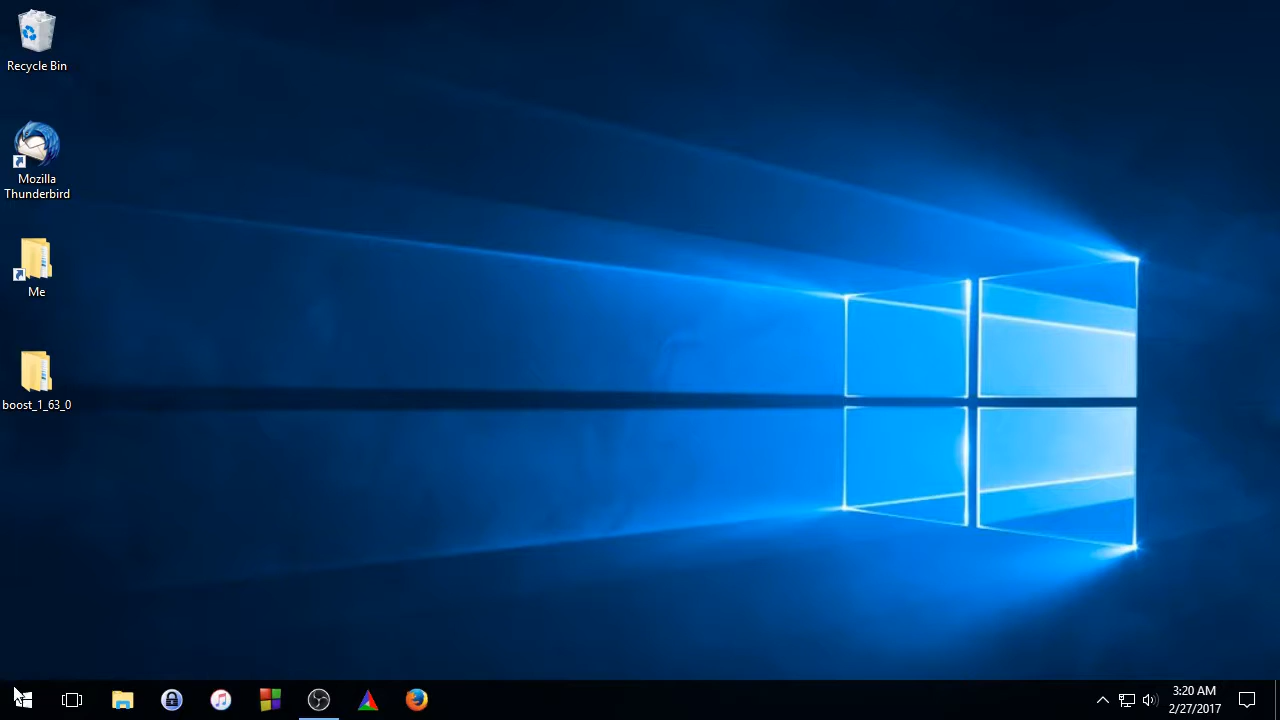 Recycle Bin
Mozilla
Thunderbird
Me
boost_1_63_0
3:20 AM
2/27/2017